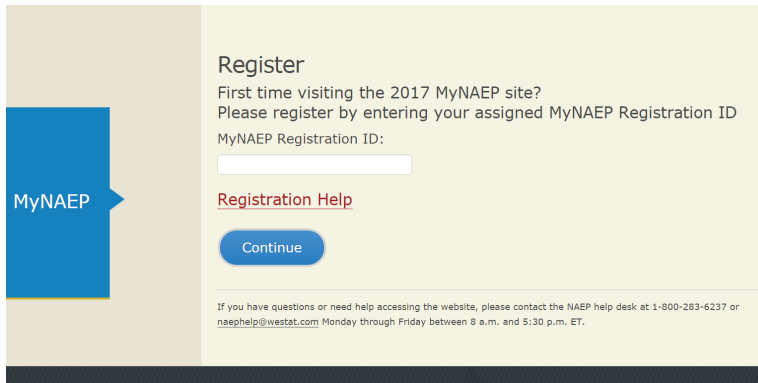 Register
First time visiting the 2017 MyNAEP site?
Please register by entering your assigned MyNAEP Registration ID
MyNAEP Registration ID:
MyNAEP
Registration Help
Continue
If you have questions or need help accessing the website, please contact the NAEP help desk at 1-800-283-6237 or
naephelp@westat.com Monday through Friday between 8 a.m. and 5:30 p.m. ET.